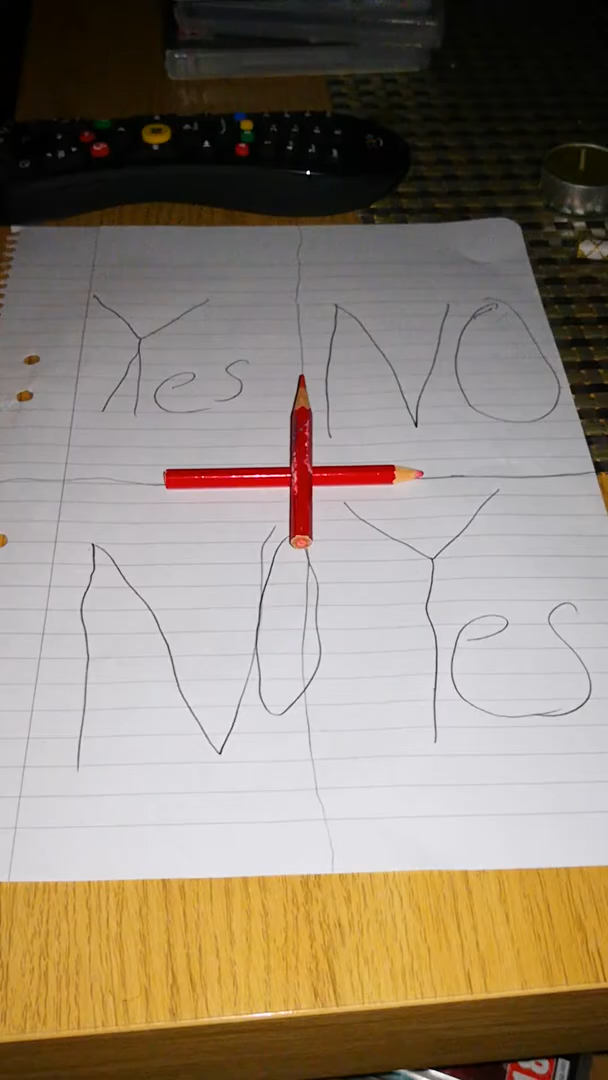 Yes NO
NO Yes